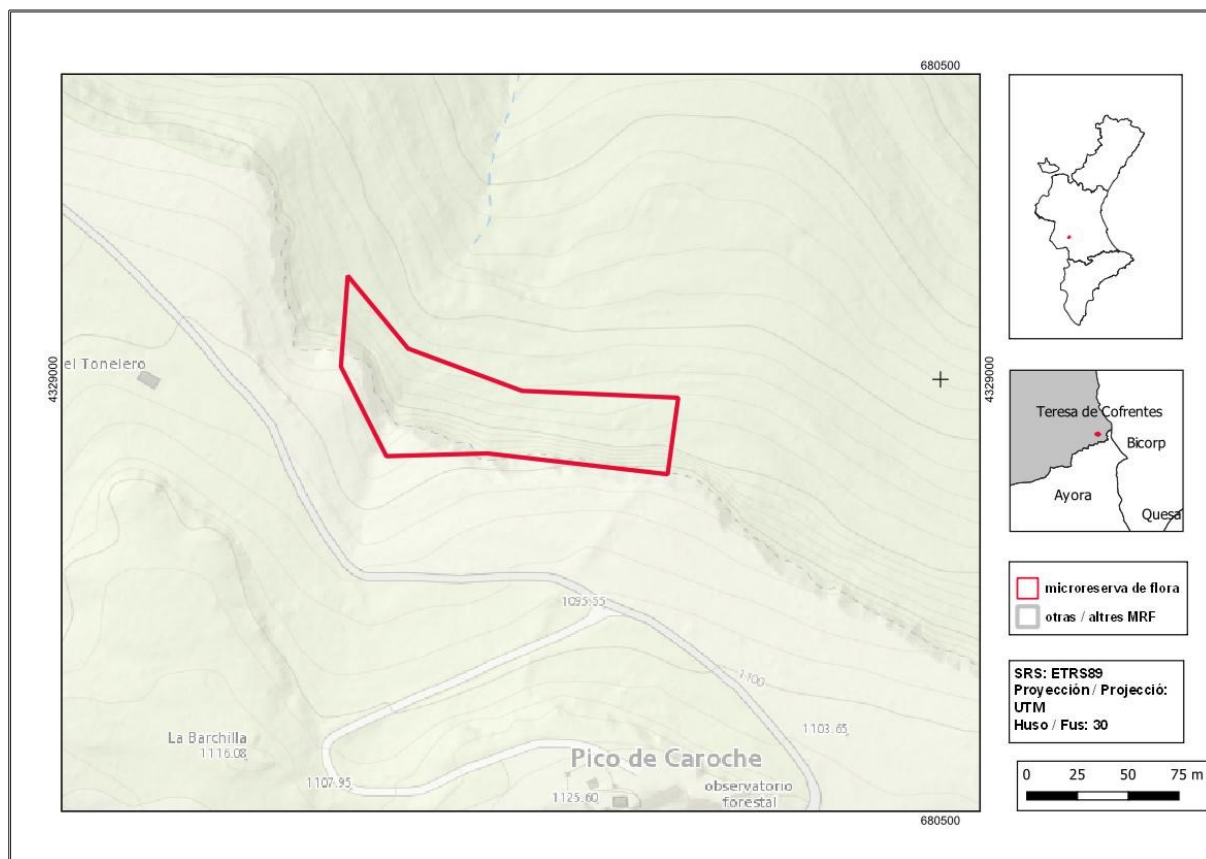 680500
4329000
4329000
el Tonelero
1095.55
1100
La Barchilla
1116.08
1103.65
Pico de Caroche
1107.95
1125.60
observatorio
forestal
680500
Teresa de Cofrentes
Bicorp
Ayora
Quesa
microreserva de flora
otras / altres MRF
SRS: ETRS89
Proyección / Projecció:
UTM
Huso / Fus: 30
0 25 50 75 m